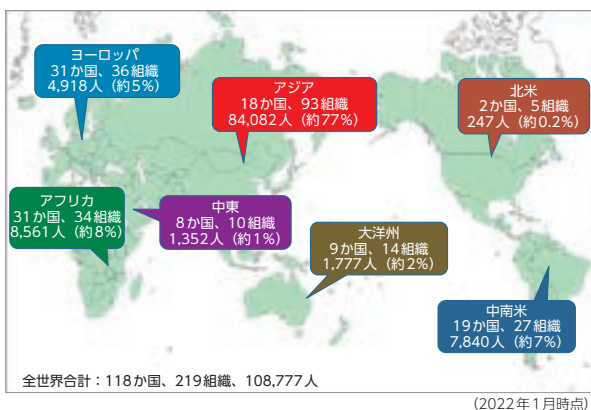 ヨーロッパ
31か国、36組織
4,918人（約5%）
アジア
18か国、93組織
84,082人（約77%）
北米
2か国、5組織
247人（約0.2%）
アフリカ
31か国、34組織
8,561人（約8%）
中東
8か国、10組織
1,352人（約1%）
大洋州
9か国、14組織
1,777人（約2%）
中南米
19か国、27組織
7,840人（約7%）
全世界合計：118か国、219組織、108,777人
（2022年1月時点）